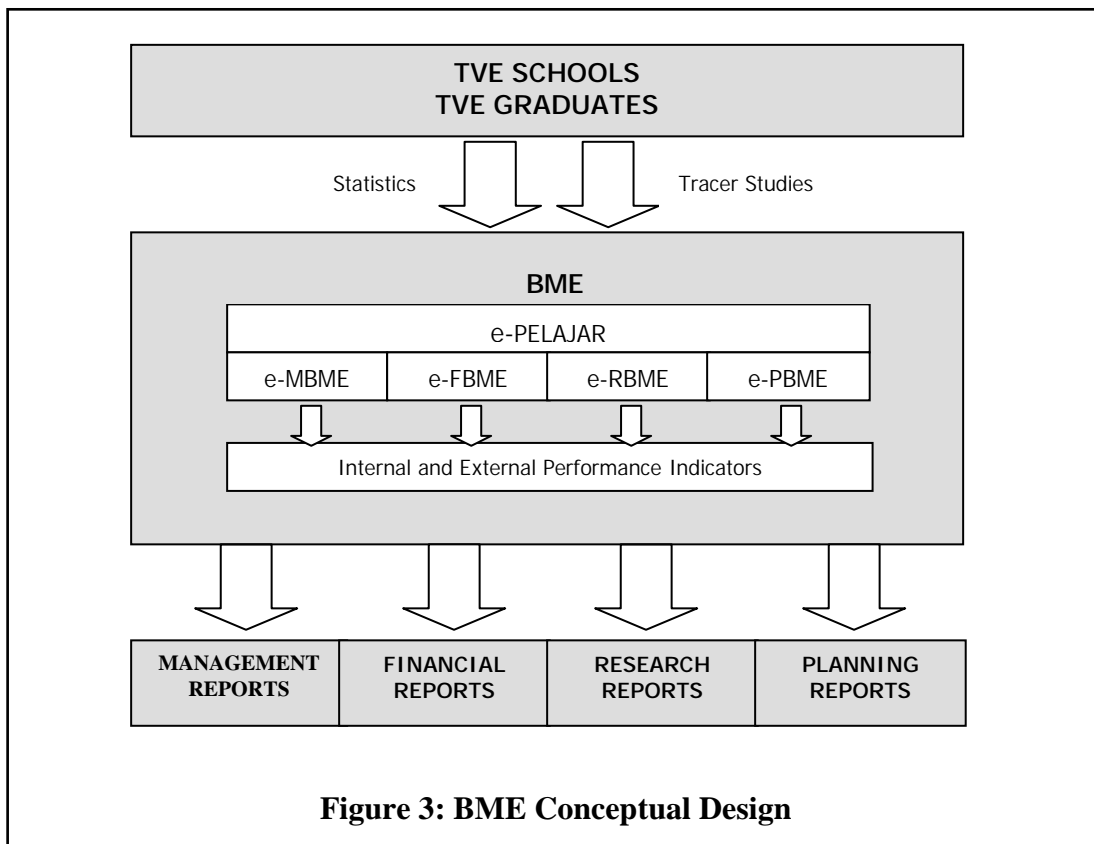 TVE SCHOOLS
TVE GRADUATES
Statistics
Tracer Studies
BME
e-PELAJAR
e-MBME
e-FBME
e-RBME
e-PBME
Internal and External Performance Indicators
MANAGEMENT
REPORTS
FINANCIAL
REPORTS
RESEARCH
REPORTS
PLANNING
REPORTS
Figure 3: BME Conceptual Design